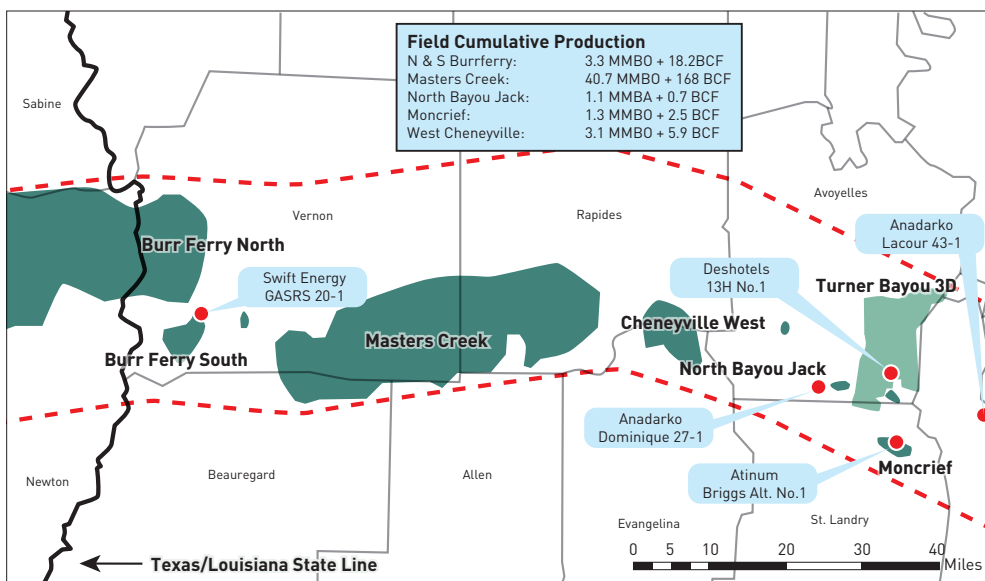 Field Cumulative Production
N & S Burrferry: 3.3 MMBO + 18.2BCF
Masters Creek: 40.7 MMBO + 168 BCF
North Bayou Jack: 1.1 MMBA + 0.7 BCF
Moncrief: 1.3 MMBO + 2.5 BCF
West Cheneyville: 3.1 MMBO + 5.9 BCF
Sabine
Vernon
Rapides
Avoyelles
Anadarko
Lacour 43-1
Burr Ferry North
Swift Energy
GASRS 20-1
Deshotels
13H No.1
Turner Bayou 3D
Burr Ferry South
Masters Creek
Cheneyville West
North Bayou Jack
Anadarko
Dominique 27-1
Newton
Beauregard
Allen
Atinum
Briggs Alt. No.1
Moncrief
Evangelina
St. Landry
Texas/Louisiana State Line
0 5 10 20 30 40
Miles